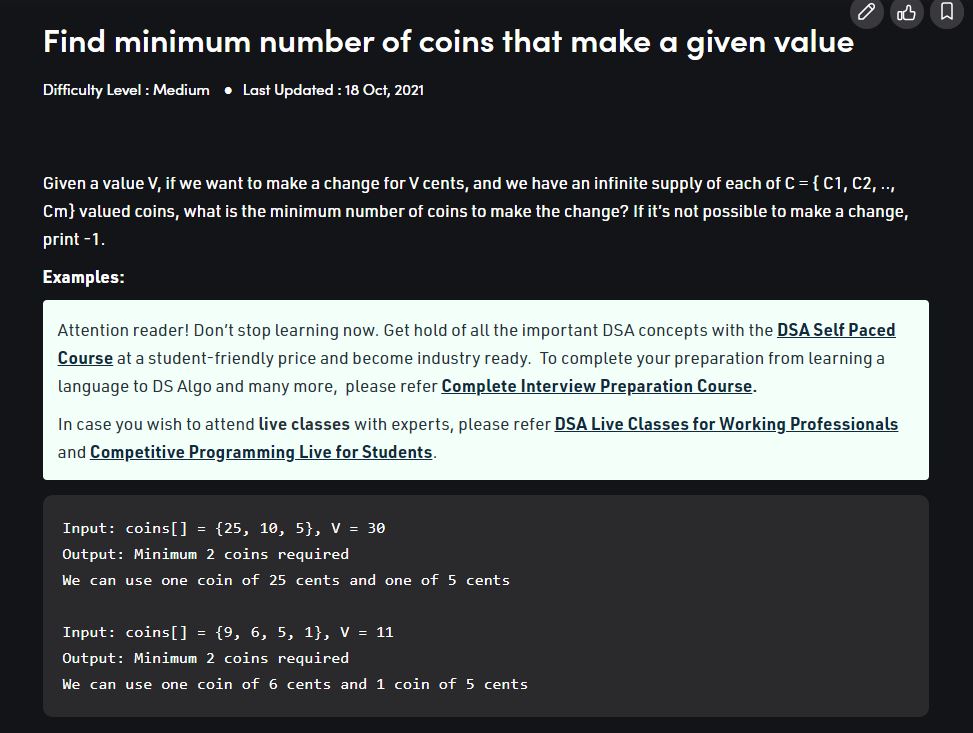 Find minimum number of coins that make a given value
Difficulty Level : Medium ● Last Updated : 18 Oct, 2021
Given a value V, if we want to make a change for V cents, and we have an infinite supply of each of C = { C1, C2, ..,
Cm} valued coins, what is the minimum number of coins to make the change? If it’s not possible to make a change,
print -1.
Examples:
Attention reader! Don’t stop learning now. Get hold of all the important DSA concepts with the DSA Self Paced
Course at a student-friendly price and become industry ready.  To complete your preparation from learning a
language to DS Algo and many more,  please refer Complete Interview Preparation Course.
In case you wish to attend live classes with experts, please refer DSA Live Classes for Working Professionals
and Competitive Programming Live for Students.
Input: coins[] = {25, 10, 5}, V = 30
Output: Minimum 2 coins required
We can use one coin of 25 cents and one of 5 cents
Input: coins[] = {9, 6, 5, 1}, V = 11
Output: Minimum 2 coins required
We can use one coin of 6 cents and 1 coin of 5 cents